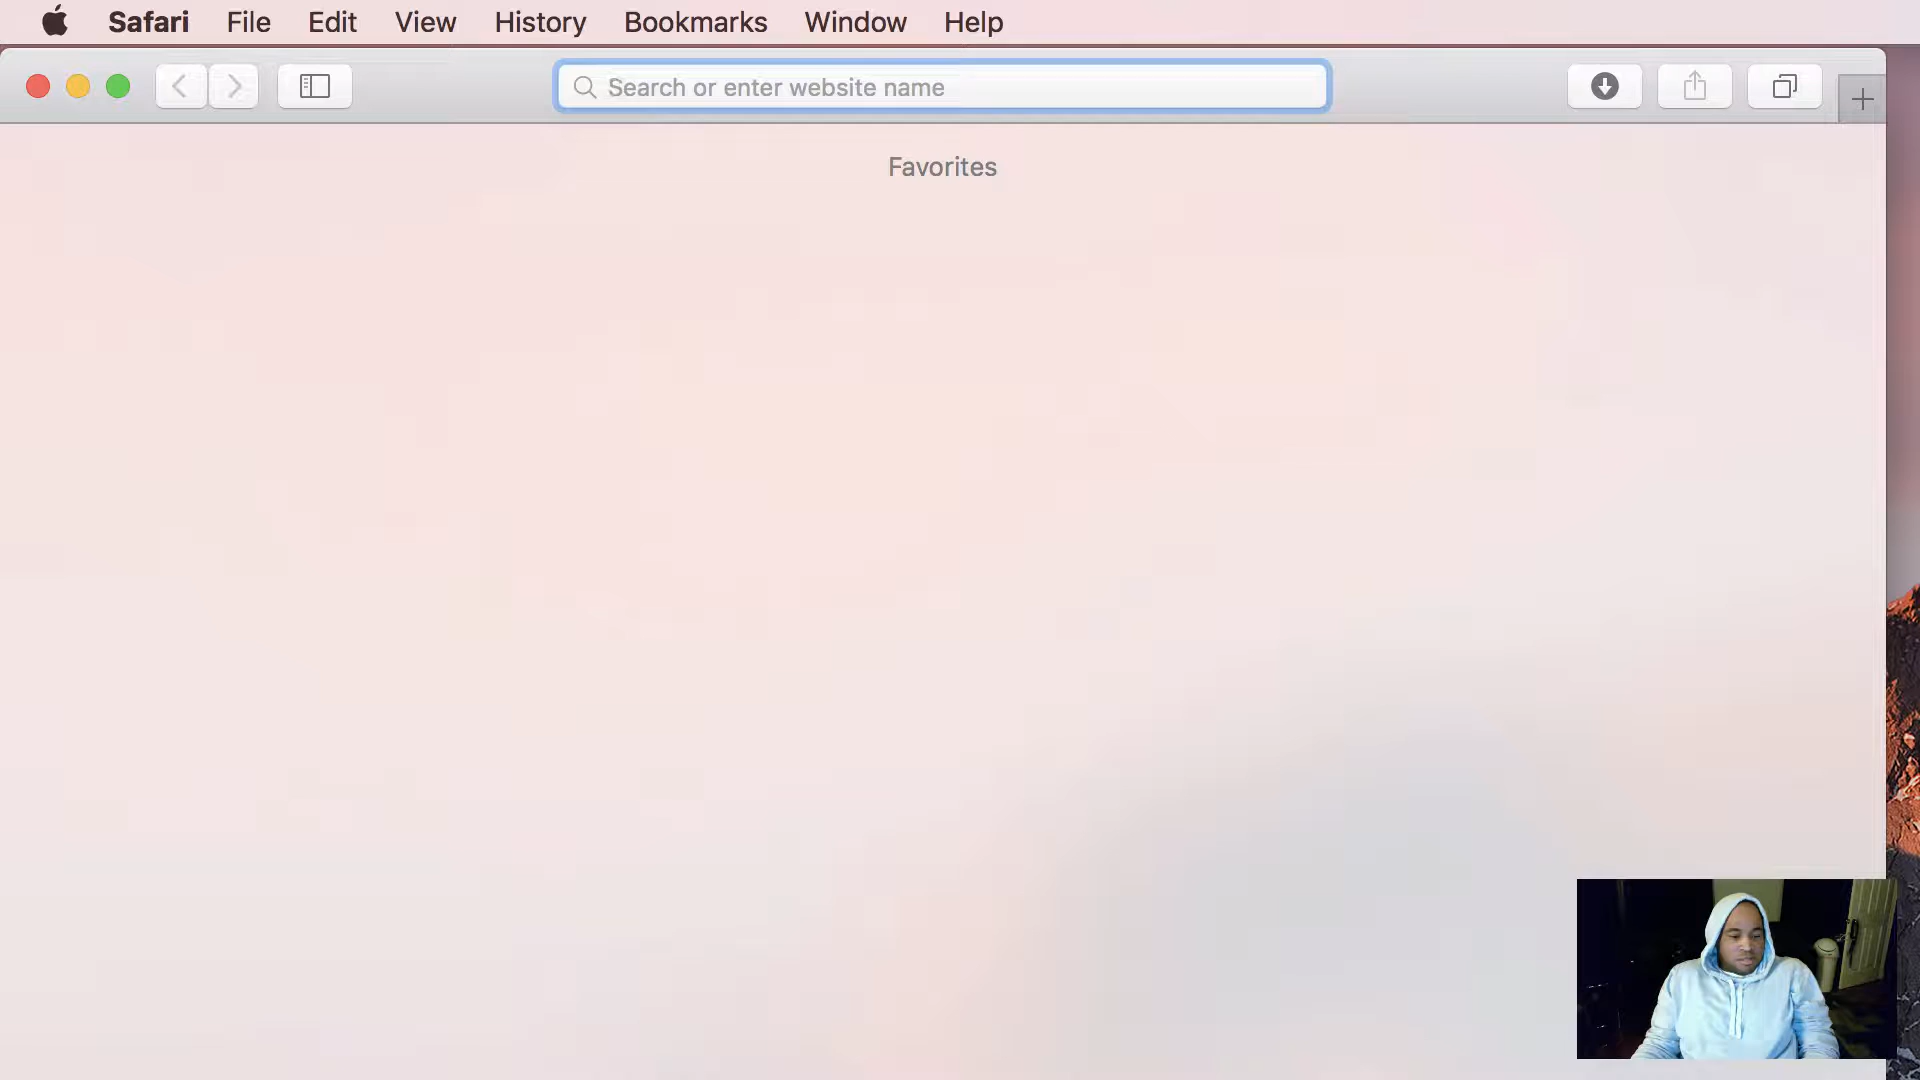 Safari File Edit View History Bookmarks Window Help
Search or enter website name
Favorites